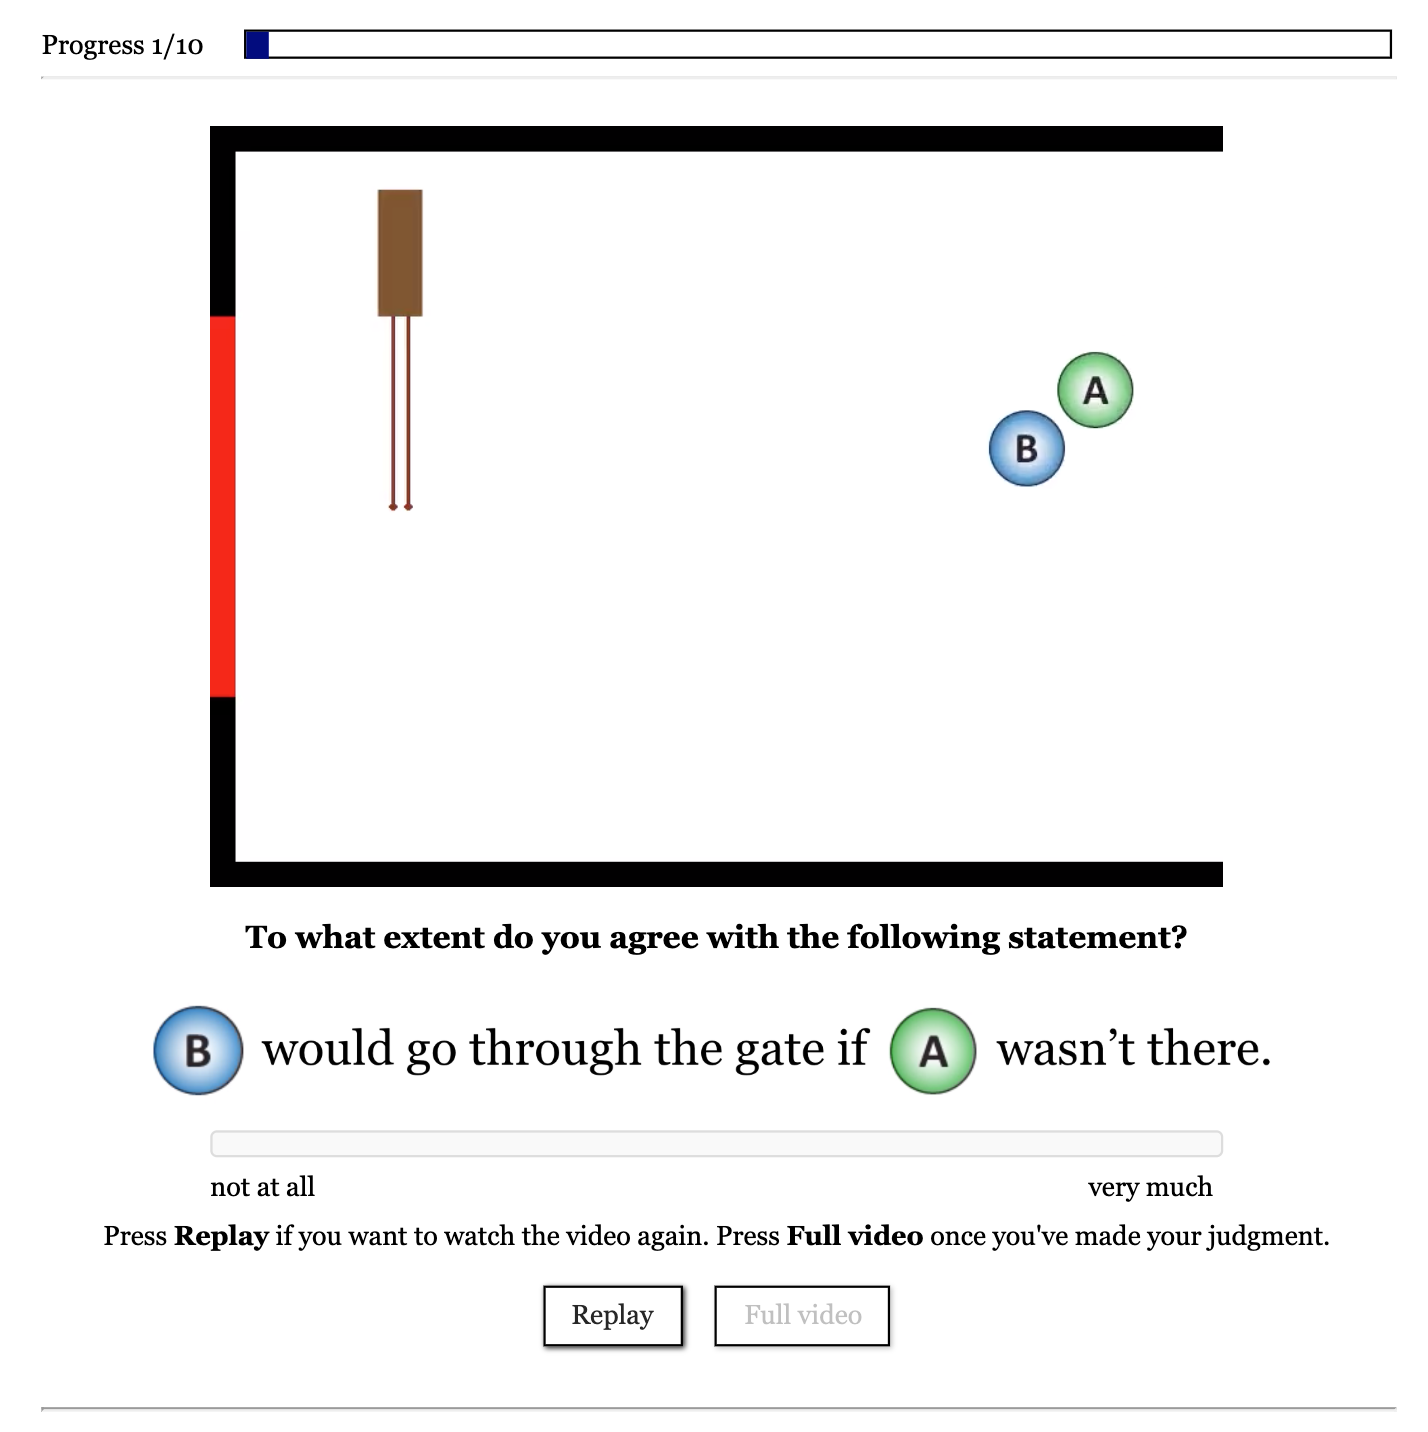 Progress 1/10
A
B
To what extent do you agree with the following statement?
B would go through the gate if A wasn’t there.
not at all very much
Press Replay if you want to watch the video again. Press Full video once you've made your judgment.
Replay Full video